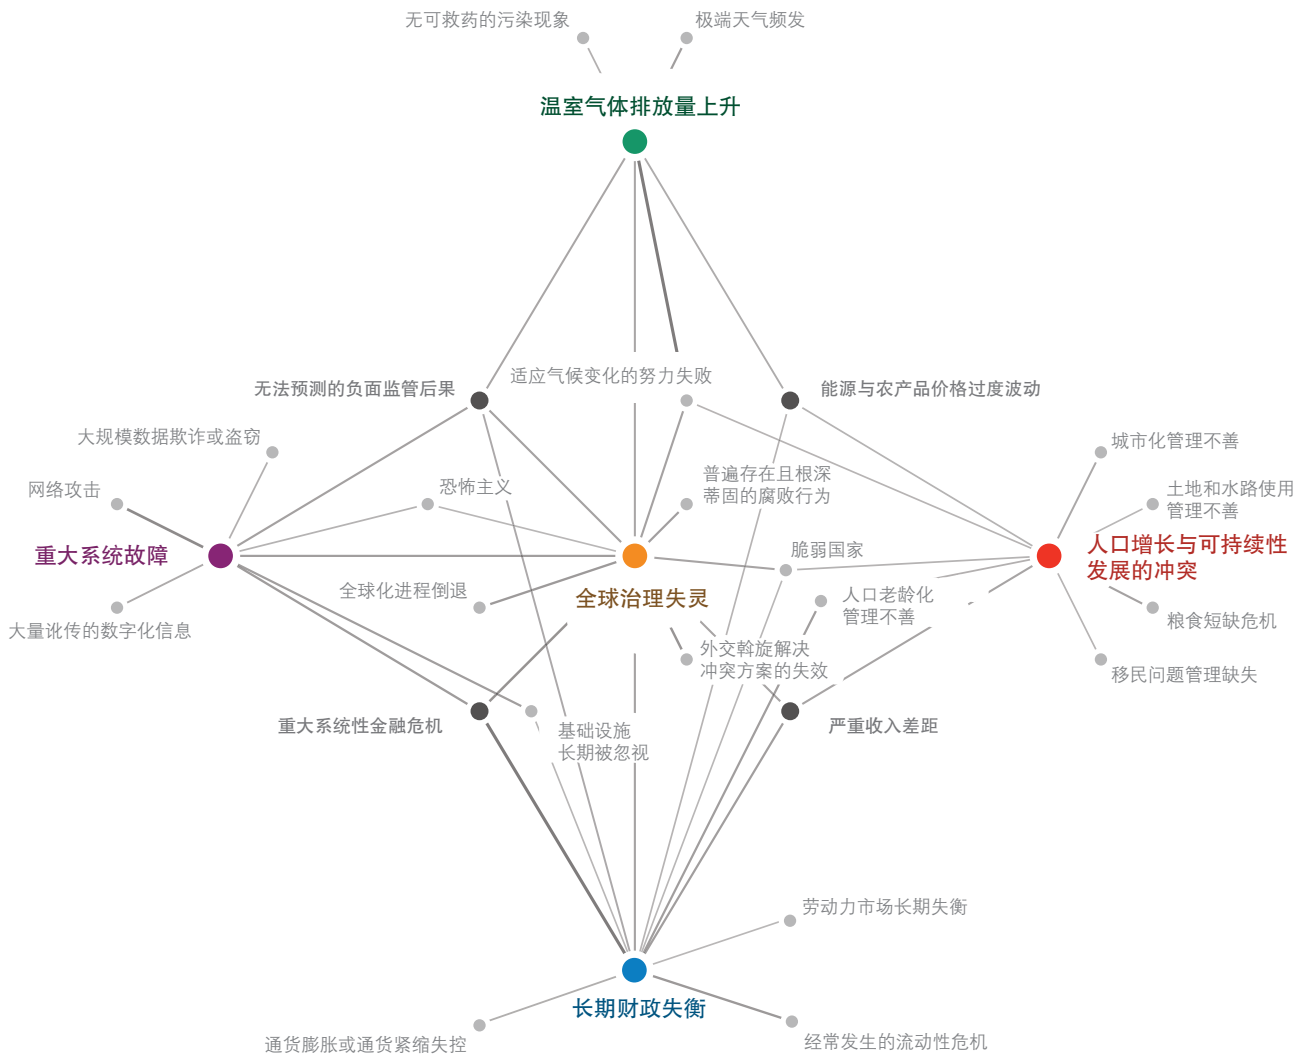 无可救药的污染现象
极端天气频发
温室气体排放量上升
适应气候变化的努力失败
无法预测的负面监管后果
能源与农产品价格过度波动
大规模数据欺诈或盗窃
城市化管理不善
网络攻击
恐怖主义
普遍存在且根深
蒂固的腐败行为
土地和水路使用
管理不善
重大系统故障
脆弱国家
人口增长与可持续性
发展的冲突
全球化进程倒退
全球治理失灵
人口老龄化
管理不善
大量讹传的数字化信息
粮食短缺危机
外交斡旋解决
冲突方案的失效
移民问题管理缺失
重大系统性金融危机
基础设施
长期被忽视
严重收入差距
劳动力市场长期失衡
长期财政失衡
通货膨胀或通货紧缩失控
经常发生的流动性危机